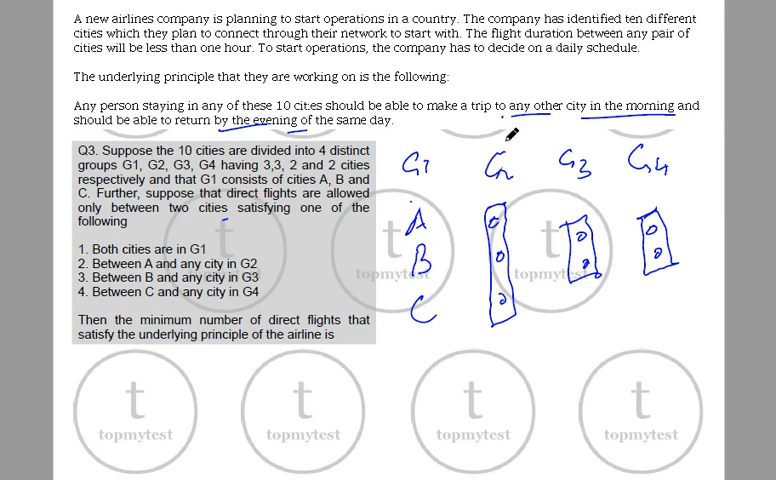 A new airlines company is planning to start operations in a country. The company has identified ten different
cities which they plan to connect through their network to start with. The flight duration between any pair of
cities will be less than one hour. To start operations, the company has to decide on a daily schedule.
The underlying principle that they are working on is the following:
Any person staying in any of these 10 cities should be able to make a trip to any other city in the morning and
should be able to return by the evening of the same day.
Q3. Suppose the 10 cities are divided into 4 distinct
groups G1, G2, G3, G4 having 3,3, 2 and 2 cities
respectively and that G1 consists of cities A, B and
C. Further, suppose that direct flights are allowed
only between two cities satisfying one of the
following
1. Both cities are in G1
2. Between A and any city in G2
3. Between B and any city in G3
4. Between C and any city in G4
Then the minimum number of direct flights that
satisfy the underlying principle of the airline is
G1 G2 G3 G4
A
B
C
t
topmytest
t
topmytest
t
topmytest
t
topmytest
t
topmytest
t
topmytest
t
topmytest